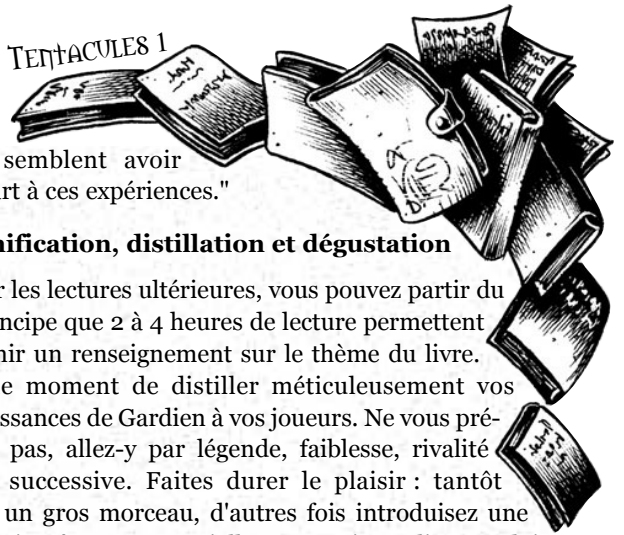 TENTACULES 1
semblent avoir
rt à ces expériences."
nification, distillation et dégustation
r les lectures ultérieures, vous pouvez partir du
ncipe que 2 à 4 heures de lecture permettent
nir un renseignement sur le thème du livre.
e moment de distiller méticuleusement vos
ssances de Gardien à vos joueurs. Ne vous pré-
pas, allez-y par légende, faiblesse, rivalité
successive. Faites durer le plaisir : tantôt
un gros morceau, d'autres fois introduisez une